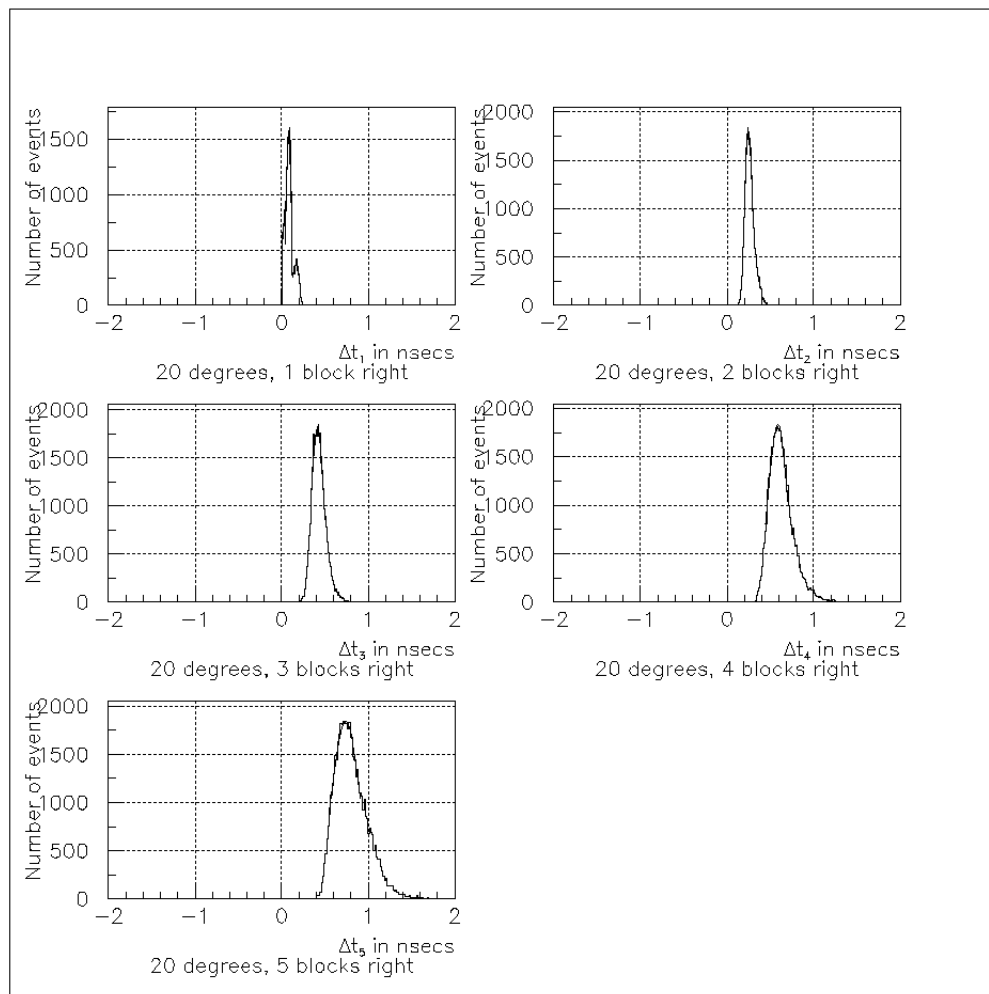 Number of events
1500
1000
500
0
−2 −1 0 1 2
Δt₁ in nsecs
20 degrees, 1 block right
Number of events
2000
1500
1000
500
0
−2 −1 0 1 2
Δt₂ in nsecs
20 degrees, 2 blocks right
Number of events
2000
1500
1000
500
0
−2 −1 0 1 2
Δt₃ in nsecs
20 degrees, 3 blocks right
Number of events
2000
1500
1000
500
0
−2 −1 0 1 2
Δt₄ in nsecs
20 degrees, 4 blocks right
Number of events
2000
1500
1000
500
0
−2 −1 0 1 2
Δt₅ in nsecs
20 degrees, 5 blocks right